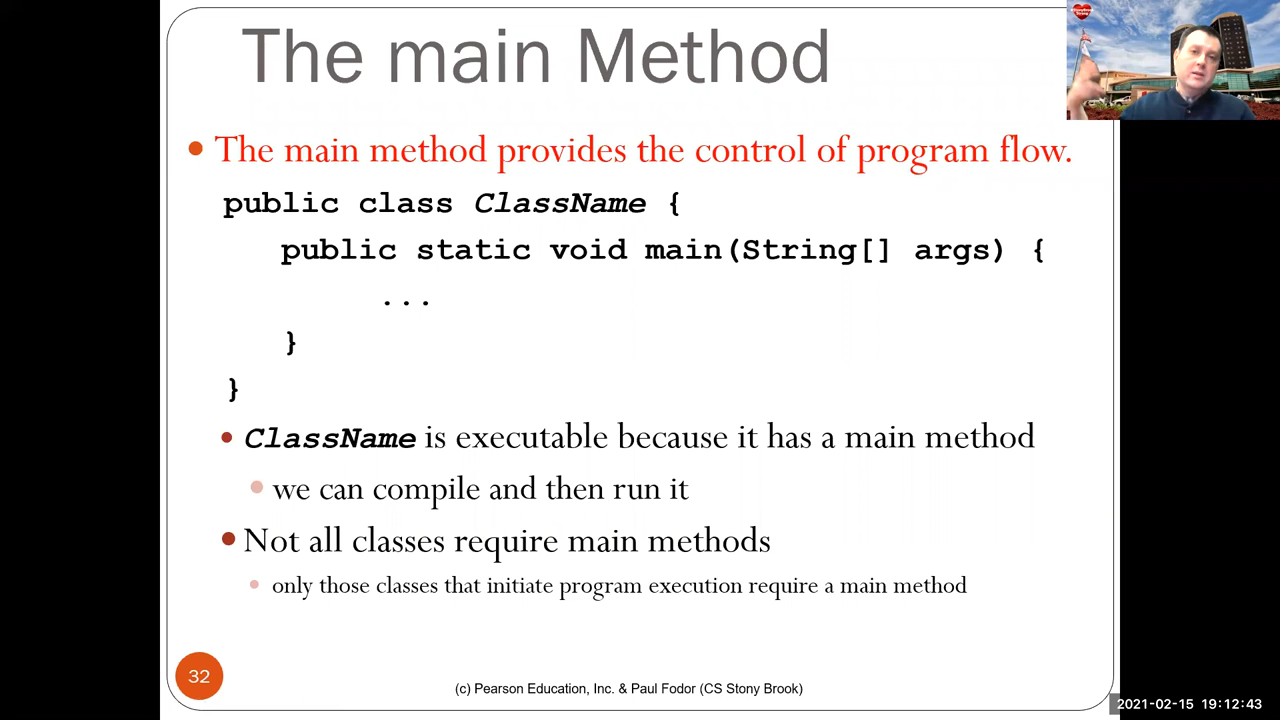 The main Method
The main method provides the control of program flow.
public class ClassName {
public static void main(String[] args) {
...
}
}
ClassName is executable because it has a main method
we can compile and then run it
Not all classes require main methods
only those classes that initiate program execution require a main method
32
(c) Pearson Education, Inc. & Paul Fodor (CS Stony Brook)
2021-02-15 19:12:43